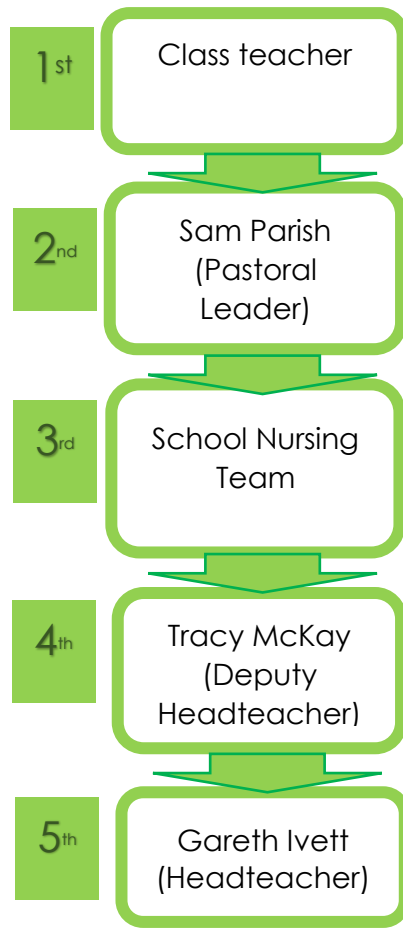 1st
Class teacher
2nd
Sam Parish
(Pastoral
Leader)
3rd
School Nursing
Team
4th
Tracy McKay
(Deputy
Headteacher)
5th
Gareth Ivett
(Headteacher)